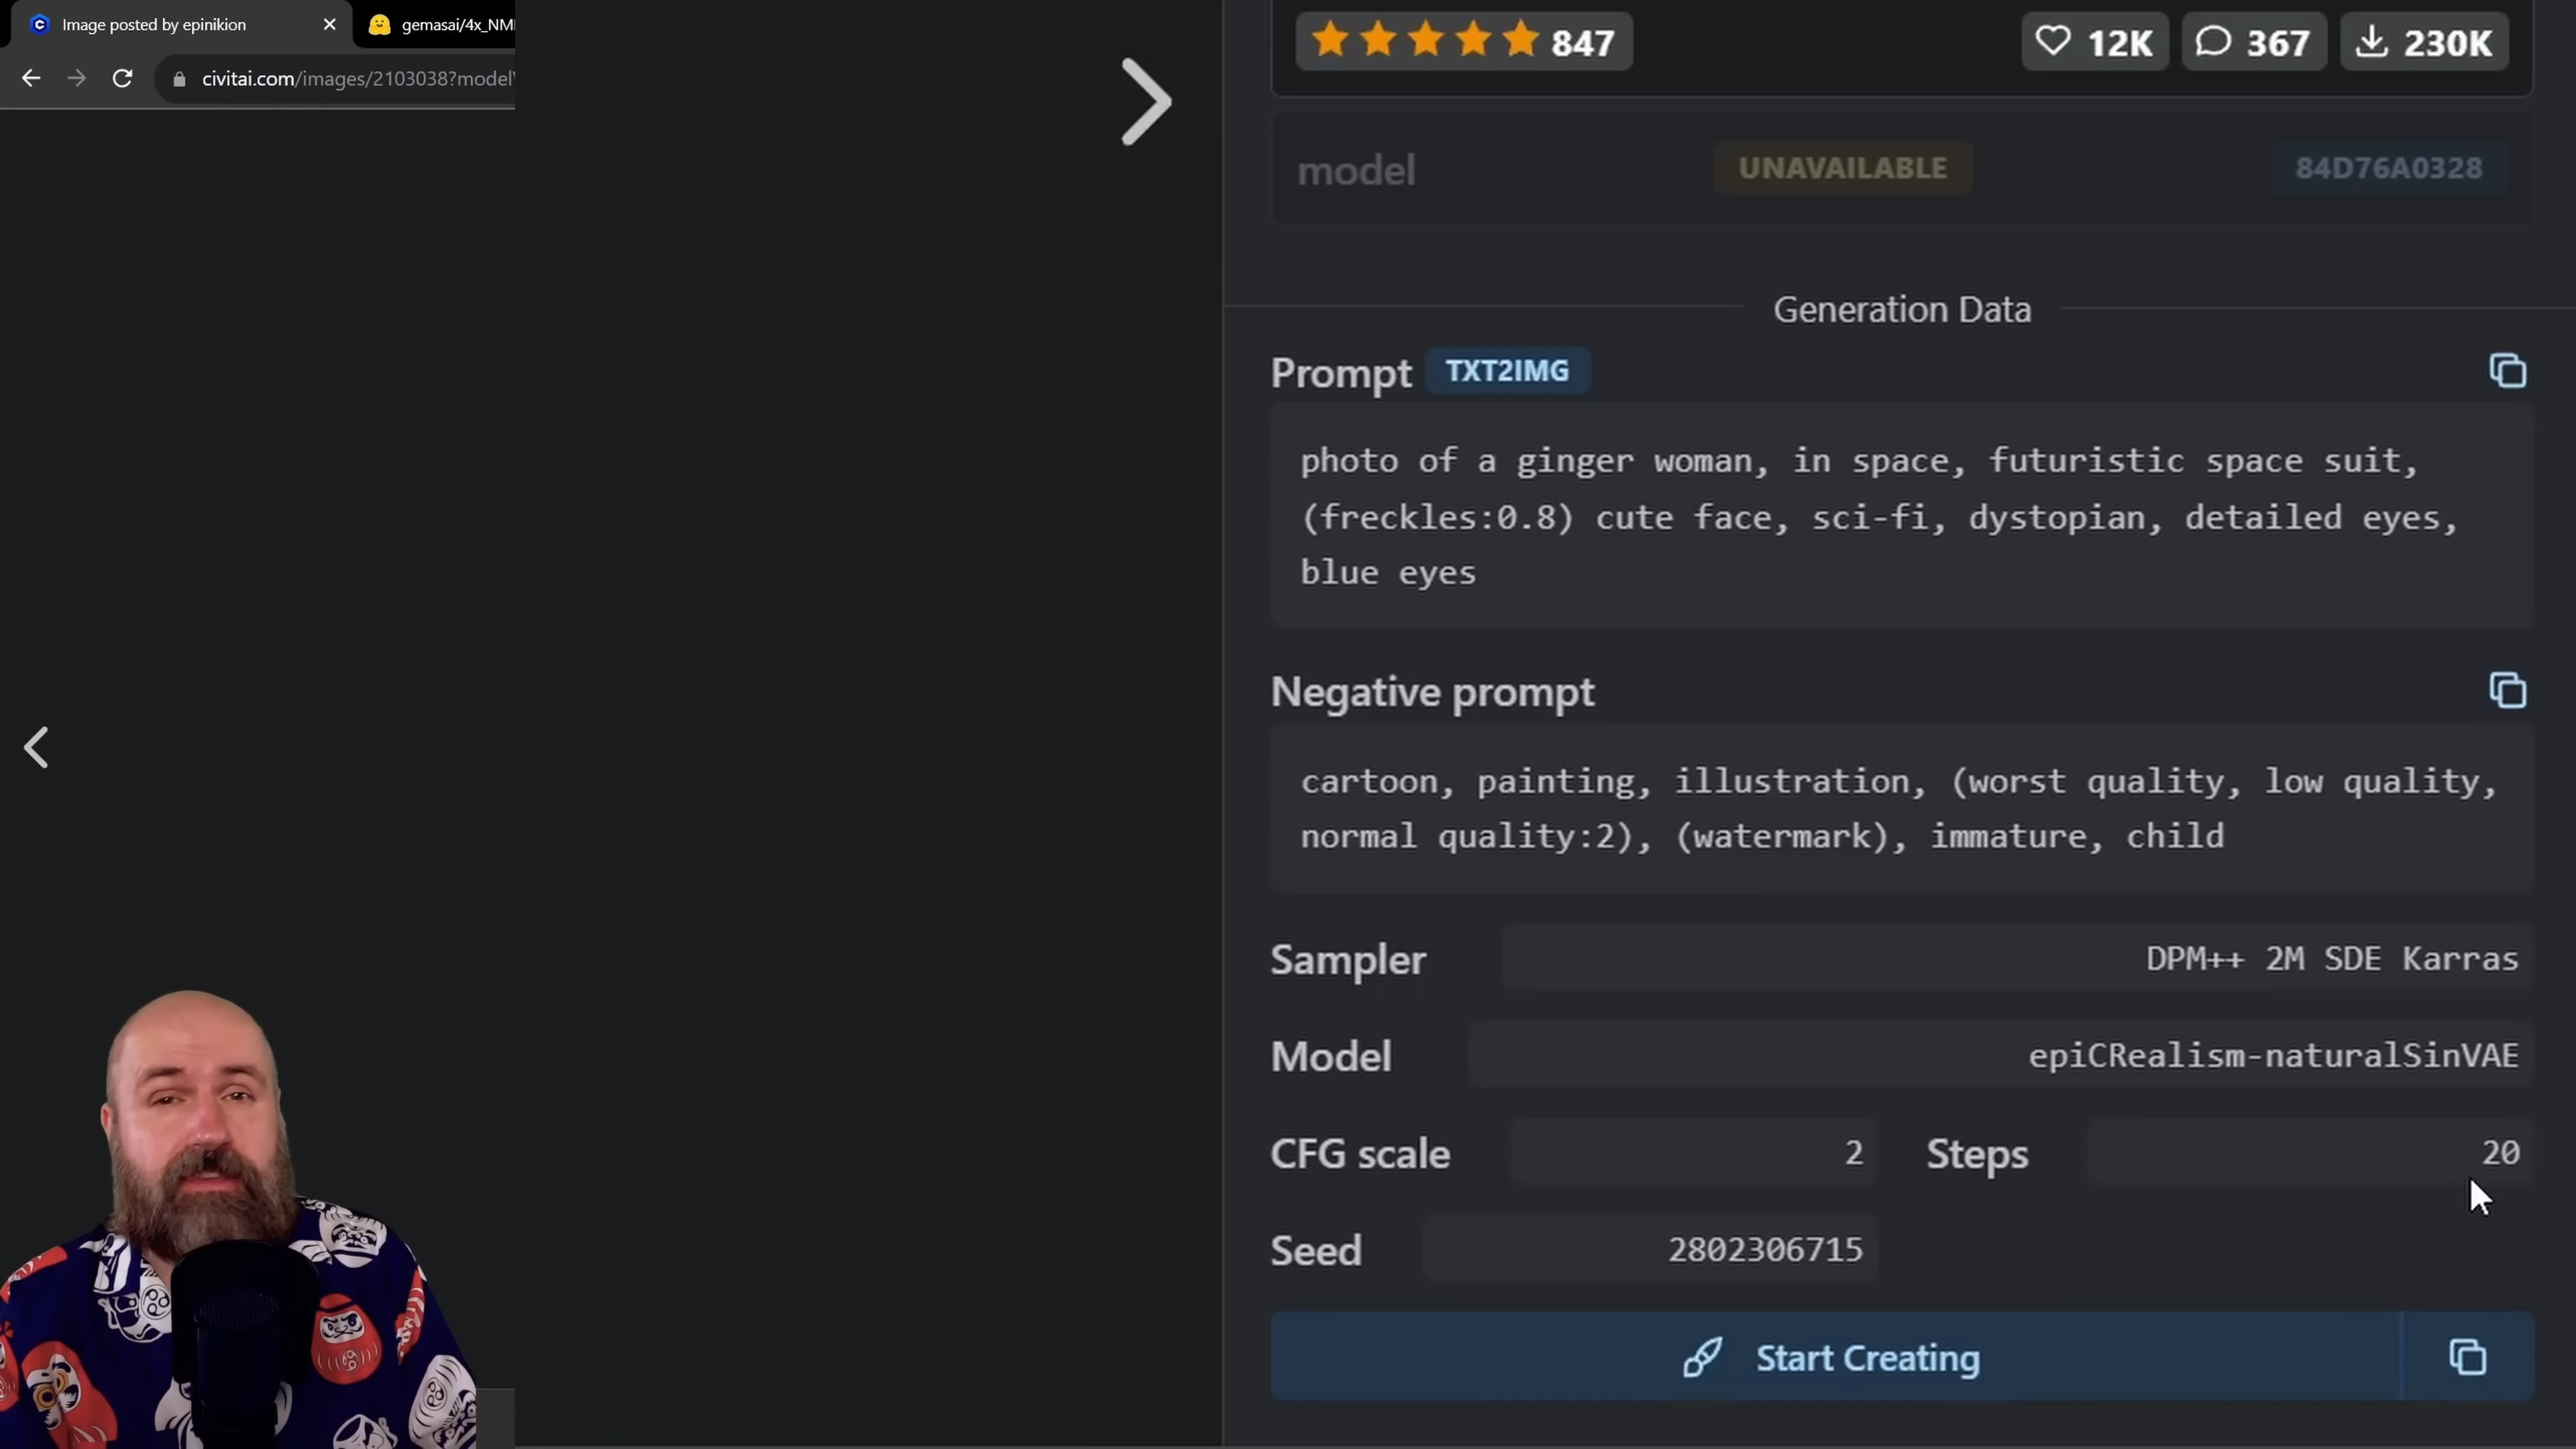 Image posted by epinikion
gemasai/4x_NM
civitai.com/images/2103038?model
847
12K
367
230K
model
UNAVAILABLE
84D76A0328
Generation Data
Prompt
TXT2IMG
photo of a ginger woman, in space, futuristic space suit,
(freckles:0.8) cute face, sci-fi, dystopian, detailed eyes,
blue eyes
Negative prompt
cartoon, painting, illustration, (worst quality, low quality,
normal quality:2), (watermark), immature, child
Sampler
DPM++ 2M SDE Karras
Model
epiCRealism-naturalSinVAE
CFG scale
2
Steps
20
Seed
2802306715
Start Creating